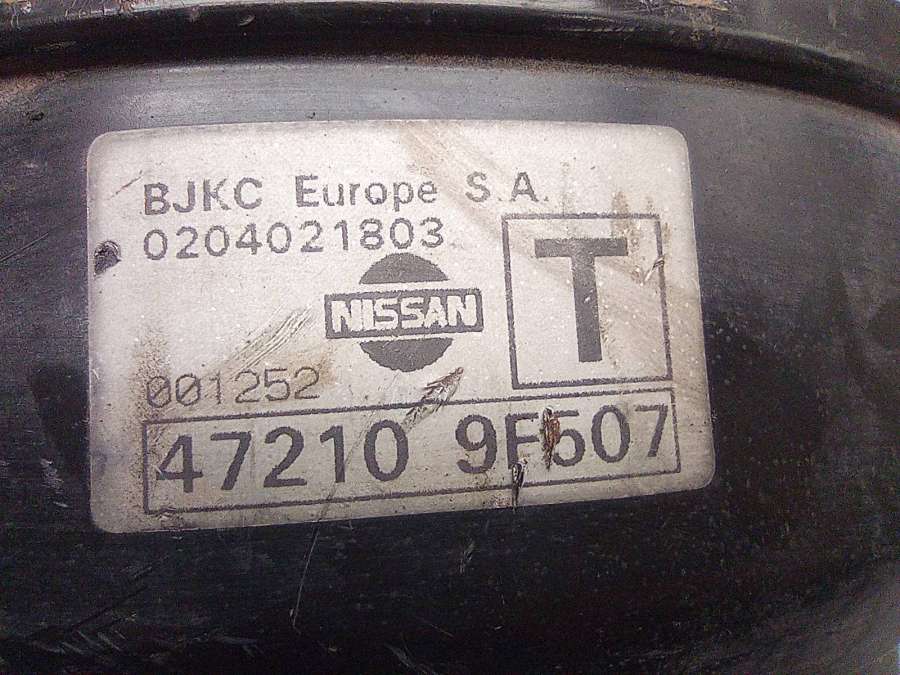 BJKC Europe S.A.
0204021803
T
NISSAN
001252
47210 9F507